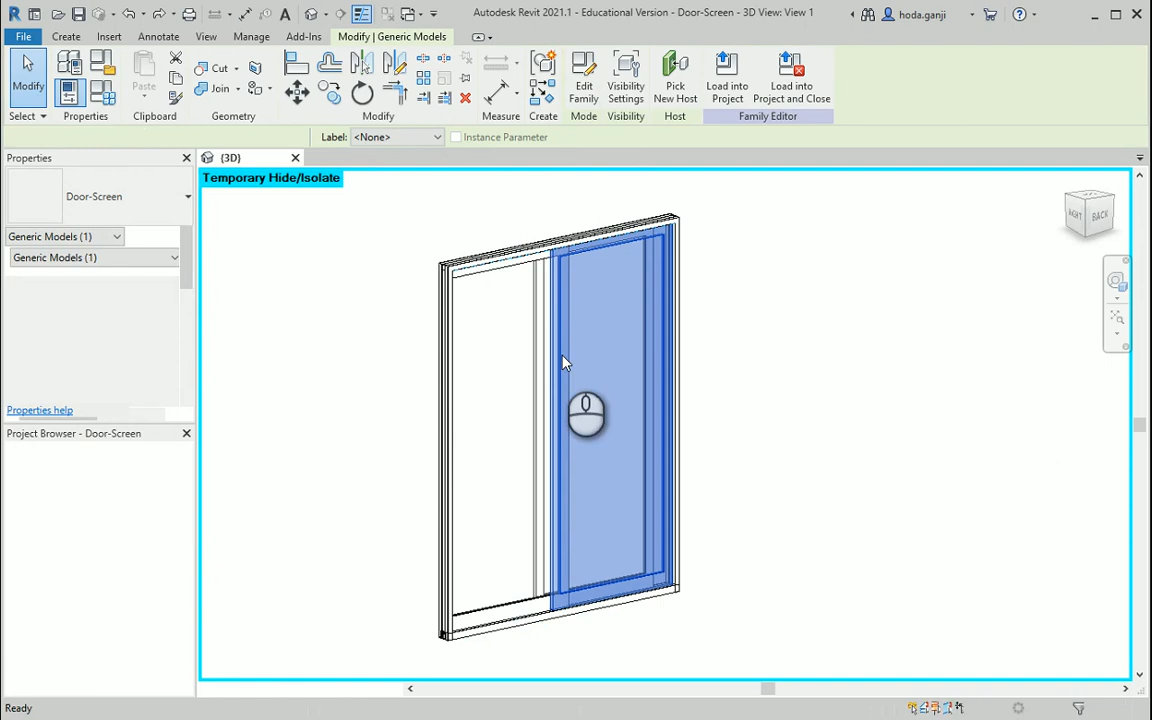 Autodesk Revit 2021.1 - Educational Version - Door-Screen - 3D View: View 1
hoda.ganji
File Create Insert Annotate View Manage Add-Ins Modify | Generic Models
Modify
Paste
Cut
Join
Edit Family
Visibility Settings
Pick New Host
Load into Project
Load into Project and Close
Select Properties Clipboard Geometry Modify Measure Create Mode Visibility Host Family Editor
Label: <None> Instance Parameter
Properties
(3D)
Temporary Hide/Isolate
Door-Screen
Generic Models (1)
Generic Models (1)
RIGHT BACK
Properties help
Project Browser - Door-Screen
Ready